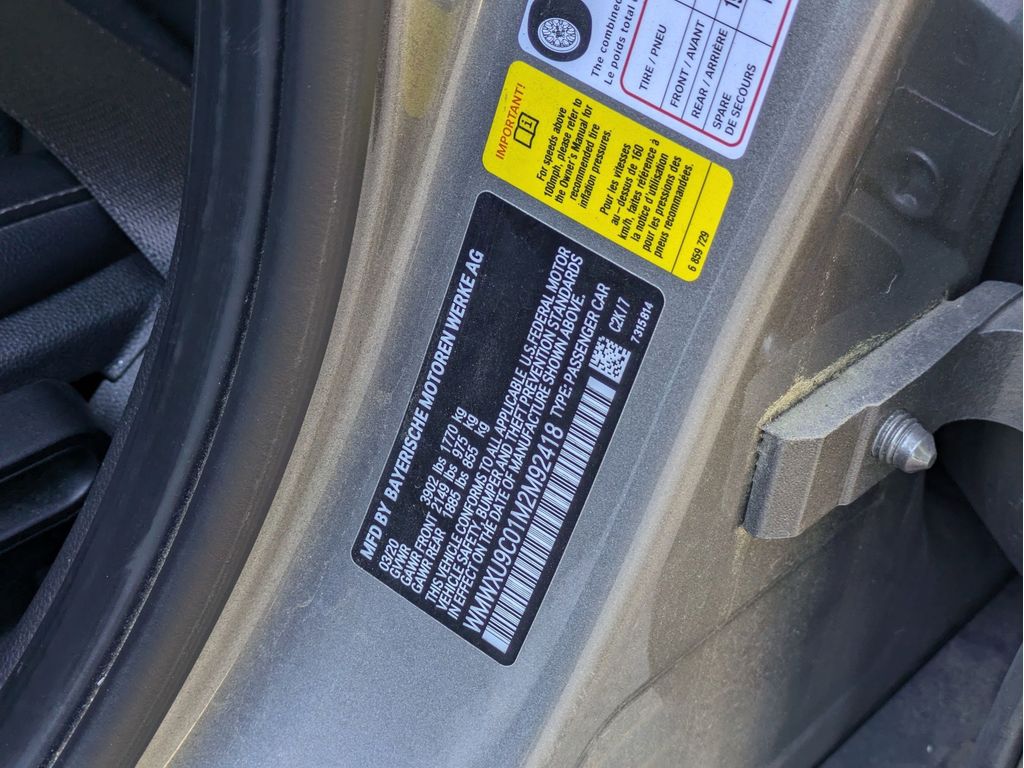 The combined
Le poids total
TIRE / PNEU
FRONT / AVANT
REAR / ARRIÈRE
SPARE
DE SECOURS
IMPORTANT!
i
For speeds above
100mph, please refer to
the Owner's Manual for
recommended tire
inflation pressures.
Pour les vitesses
au-dessus de 160
km/h, faites référence à
la notice d'utilisation
pour les pressions des
pneus recommandées.
6 859 729
MFD BY BAYERISCHE MOTOREN WERKE AG
03/20
GVWR 3902 lbs 1770 kg
GAWR FRONT 2149 lbs 975 kg
GAWR REAR 1885 lbs 855 kg
THIS VEHICLE CONFORMS TO ALL APPLICABLE U.S.FEDERAL MOTOR
VEHICLE SAFETY, BUMPER AND THEFT PREVENTION STANDARDS
IN EFFECT ON THE DATE OF MANUFACTURE SHOWN ABOVE.
WMWXU9C01M2M92418 TYPE: PASSENGER CAR
C2K17
7315814